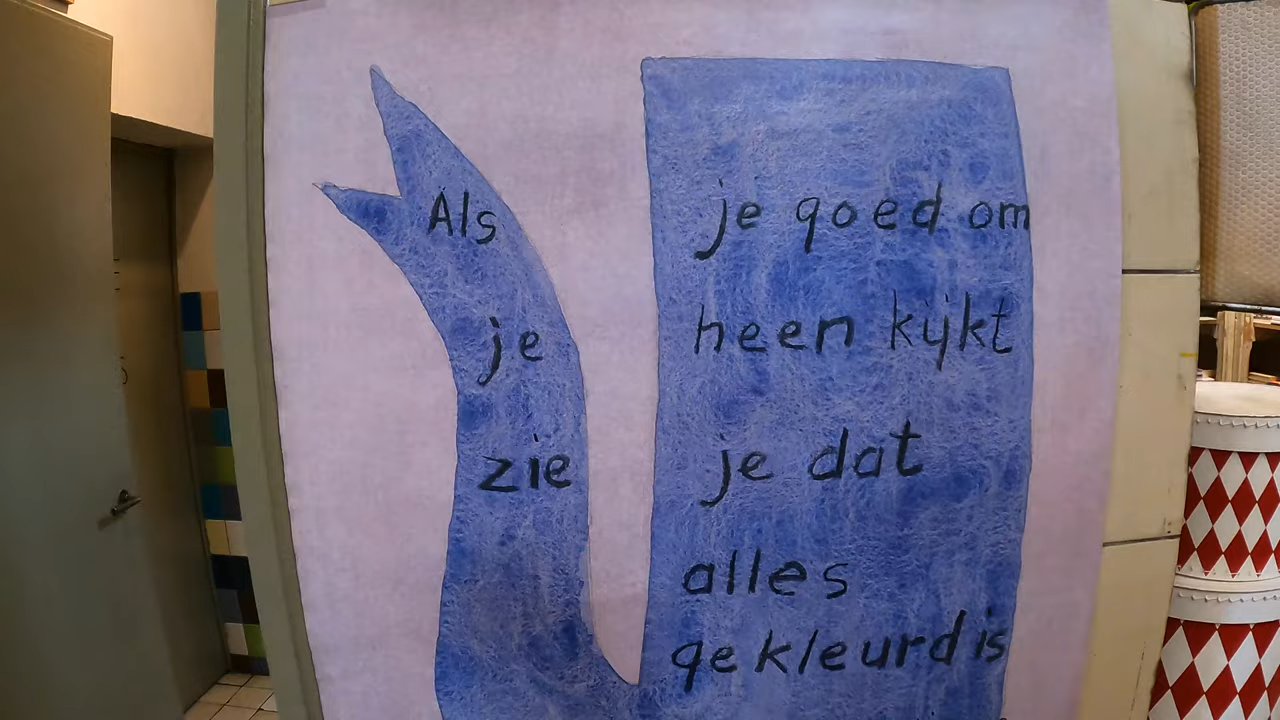 Als je goed om
je heen kijkt
zie je dat
alles
gekleurd is